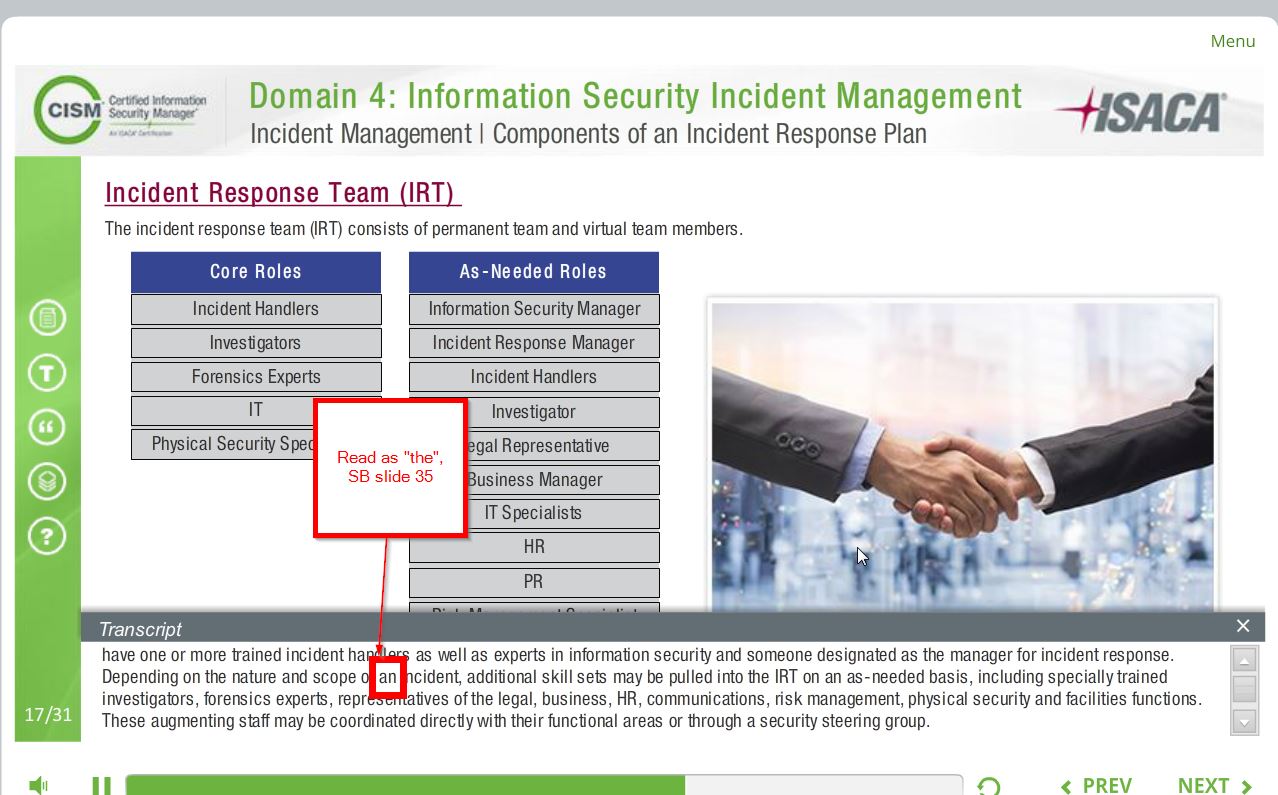 Menu
CISM
Certified Information
Security Manager®
An ISACA® Certification
Domain 4: Information Security Incident Management
Incident Management | Components of an Incident Response Plan
ISACA®
Incident Response Team (IRT)
The incident response team (IRT) consists of permanent team and virtual team members.
Core Roles
Incident Handlers
Investigators
Forensics Experts
IT
Physical Security Spec
As-Needed Roles
Information Security Manager
Incident Response Manager
Incident Handlers
Investigator
egal Representative
Business Manager
IT Specialists
HR
PR
Risk Management Specialist
Read as "the",
SB slide 35
Transcript
have one or more trained incident handlers as well as experts in information security and someone designated as the manager for incident response.
Depending on the nature and scope of an incident, additional skill sets may be pulled into the IRT on an as-needed basis, including specially trained
investigators, forensics experts, representatives of the legal, business, HR, communications, risk management, physical security and facilities functions.
These augmenting staff may be coordinated directly with their functional areas or through a security steering group.
17/31
PREV
NEXT